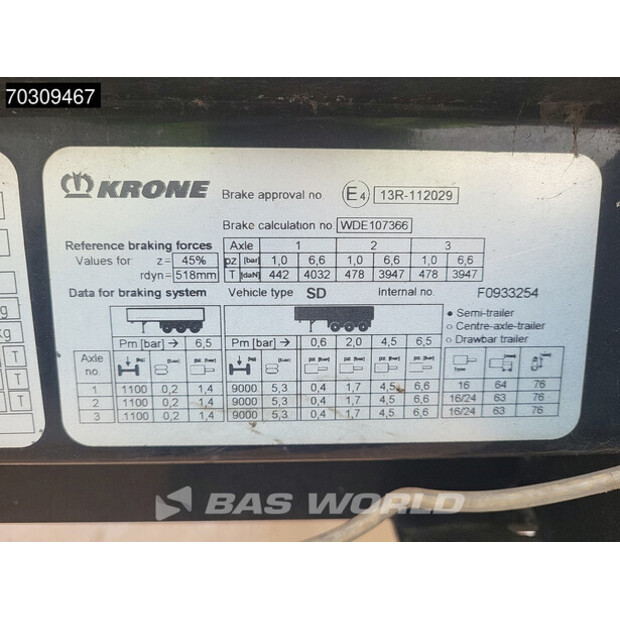 70309467
KRONE Brake approval no. E4 13R-112029
Brake calculation no. WDE107366
Reference braking forces Axle 1 2 3
Values for z= 45% pz [bar] 1,0 6,6 1,0 6,6 1,0 6,6
rdyn= 518mm T [daN] 442 4032 478 3947 478 3947
Data for braking system Vehicle type SD Internal no. F0933254
Semi-trailer
Centre-axle-trailer
Drawbar trailer
Pm [bar] → 6,5 Pm [bar] → 0,6 2,0 4,5 6,5
Axle no
1 1100 0,2 1,4 9000 5,3 0,4 1,7 4,5 6,6 16 64 76
2 1100 0,2 1,4 9000 5,3 0,4 1,7 4,5 6,6 16/24 63 76
3 1100 0,2 1,4 9000 5,3 0,4 1,7 4,5 6,6 16/24 63 76
g
kg
T
T
T
BAS WORLD